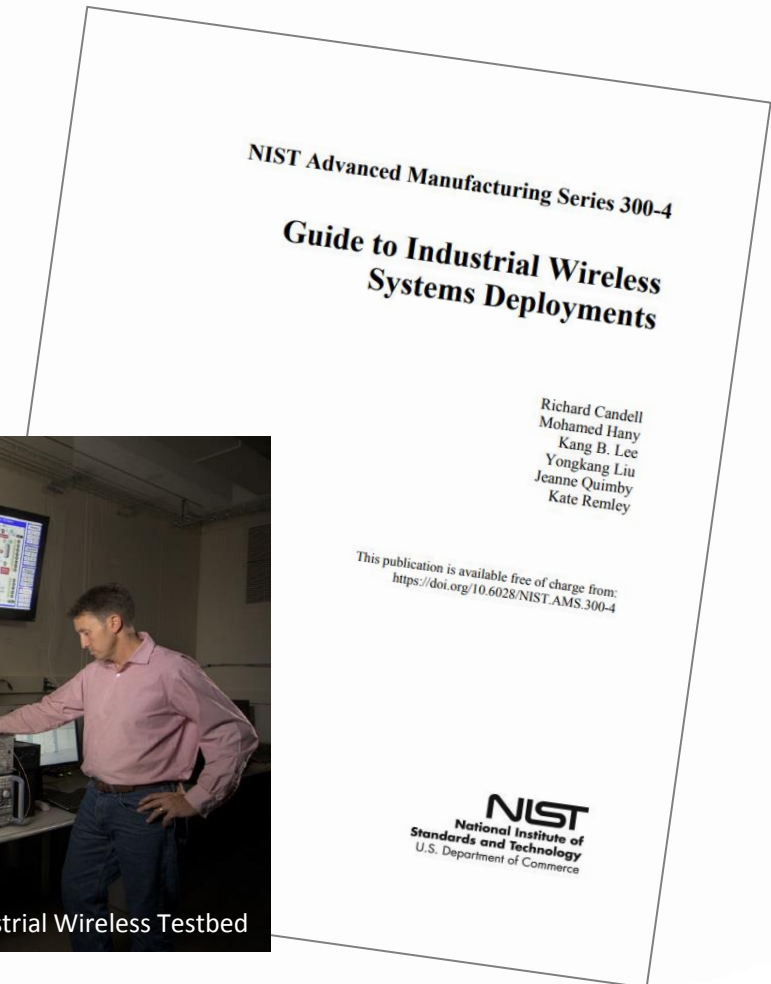 NIST Advanced Manufacturing Series 300-4
Guide to Industrial Wireless
Systems Deployments
Richard Candell
Mohamed Hany
Kang B. Lee
Yongkang Liu
Jeanne Quimby
Kate Remley
This publication is available free of charge from:
https://doi.org/10.6028/NIST.AMS.300-4
NIST
National Institute of
Standards and Technology
U.S. Department of Commerce
Wireless Testbed